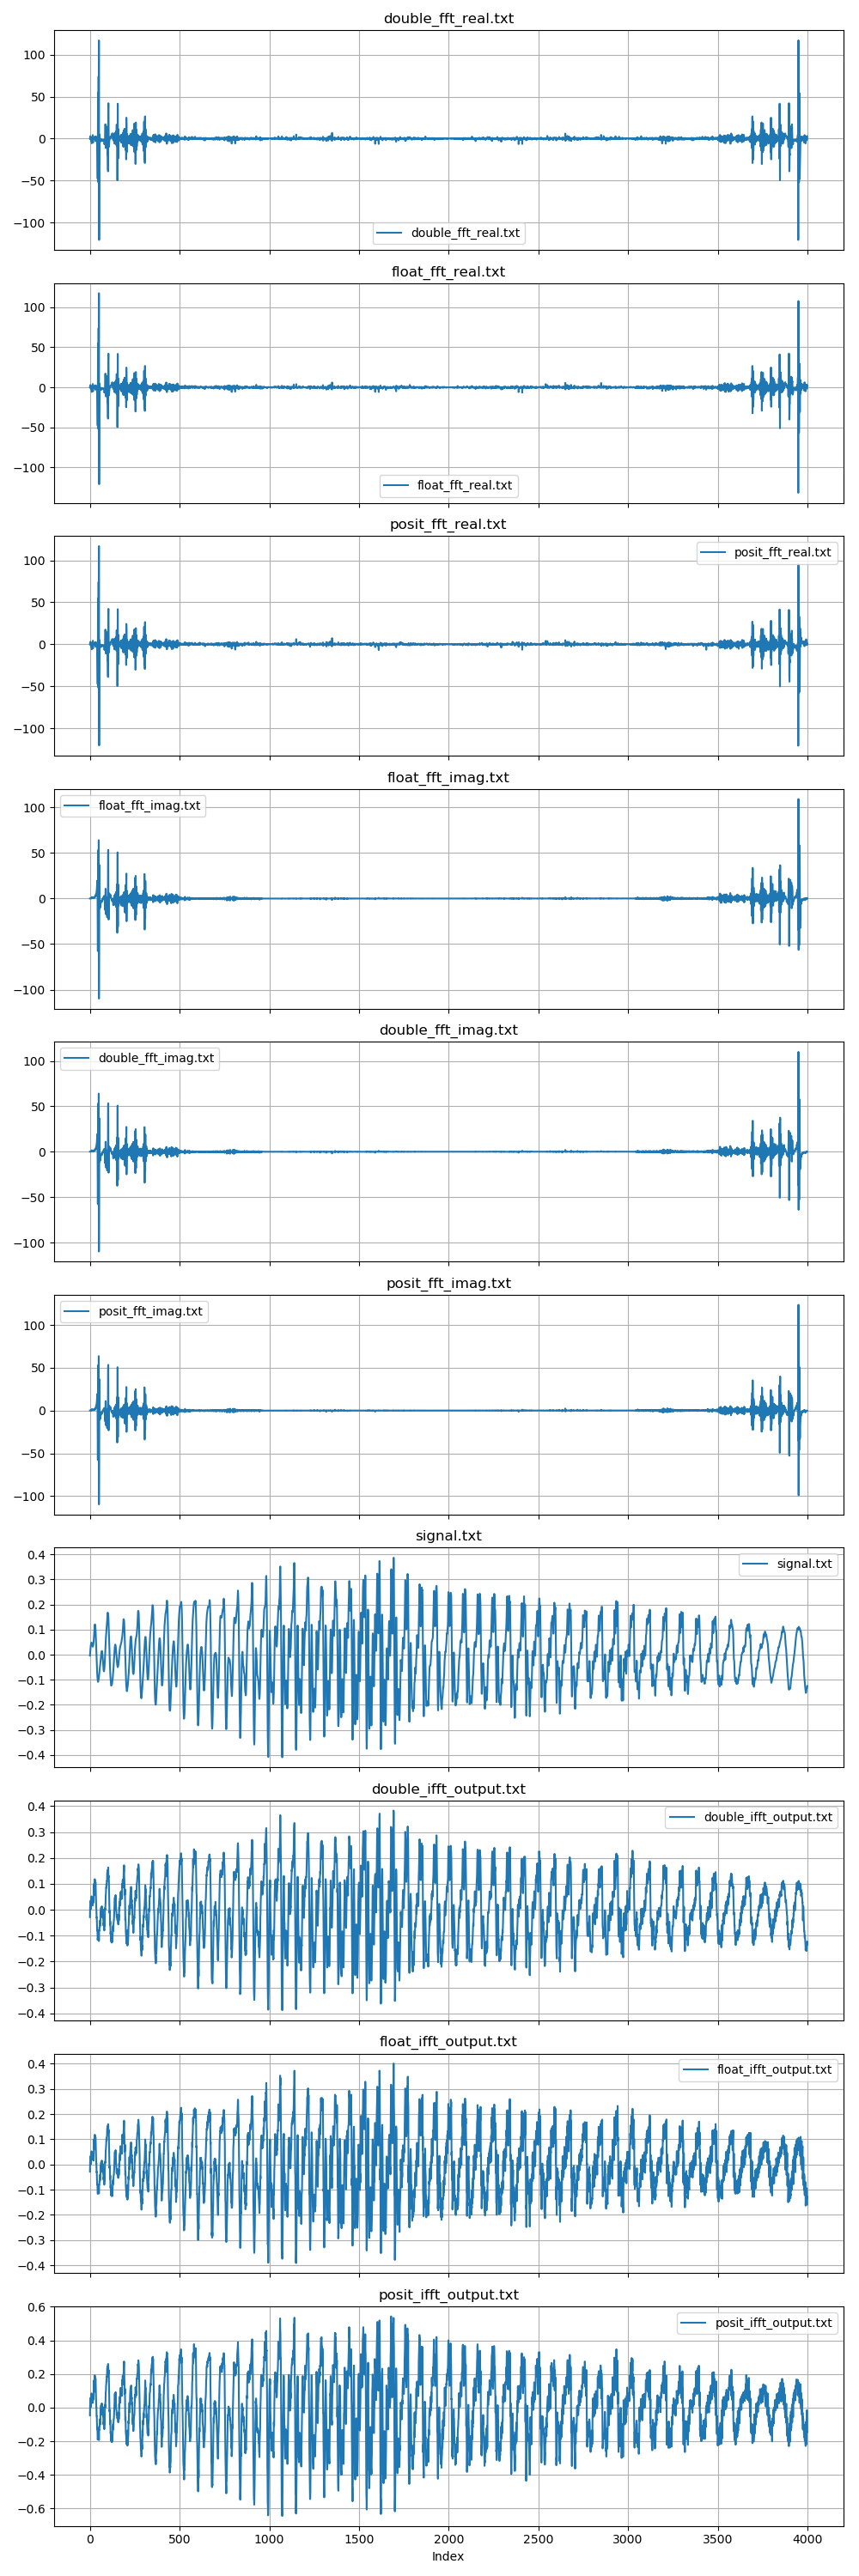 double_fft_real.txt
100
50
0
−50
−100
double_fft_real.txt
float_fft_real.txt
100
50
0
−50
−100
float_fft_real.txt
posit_fft_real.txt
100
50
0
−50
−100
posit_fft_real.txt
float_fft_imag.txt
100
50
0
−50
−100
float_fft_imag.txt
double_fft_imag.txt
100
50
0
−50
−100
double_fft_imag.txt
posit_fft_imag.txt
100
50
0
−50
−100
posit_fft_imag.txt
signal.txt
0.4
0.3
0.2
0.1
0.0
−0.1
−0.2
−0.3
−0.4
signal.txt
double_ifft_output.txt
0.4
0.3
0.2
0.1
0.0
−0.1
−0.2
−0.3
−0.4
double_ifft_output.txt
float_ifft_output.txt
0.4
0.3
0.2
0.1
0.0
−0.1
−0.2
−0.3
−0.4
float_ifft_output.txt
posit_ifft_output.txt
0.6
0.4
0.2
0.0
−0.2
−0.4
−0.6
posit_ifft_output.txt
0 500 1000 1500 2000 2500 3000 3500 4000
Index